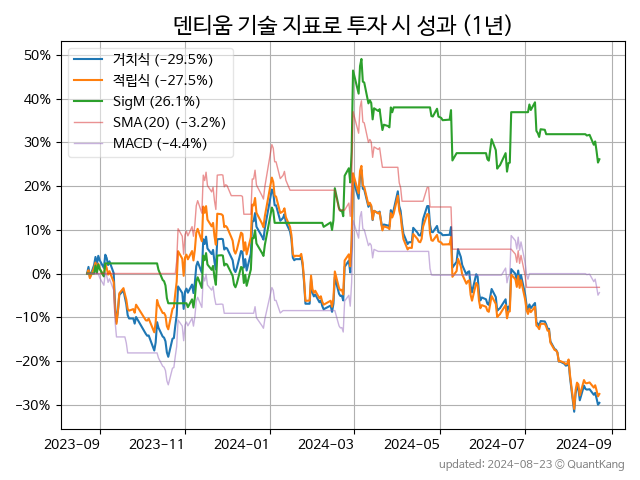 덴티움 기술 지표로 투자 시 성과 (1년)
50%
40%
30%
20%
10%
0%
−10%
−20%
−30%
거치식 (−29.5%)
적립식 (−27.5%)
SigM (26.1%)
SMA(20) (−3.2%)
MACD (−4.4%)
2023-09 2023-11 2024-01 2024-03 2024-05 2024-07 2024-09
updated: 2024-08-23 © QuantKang